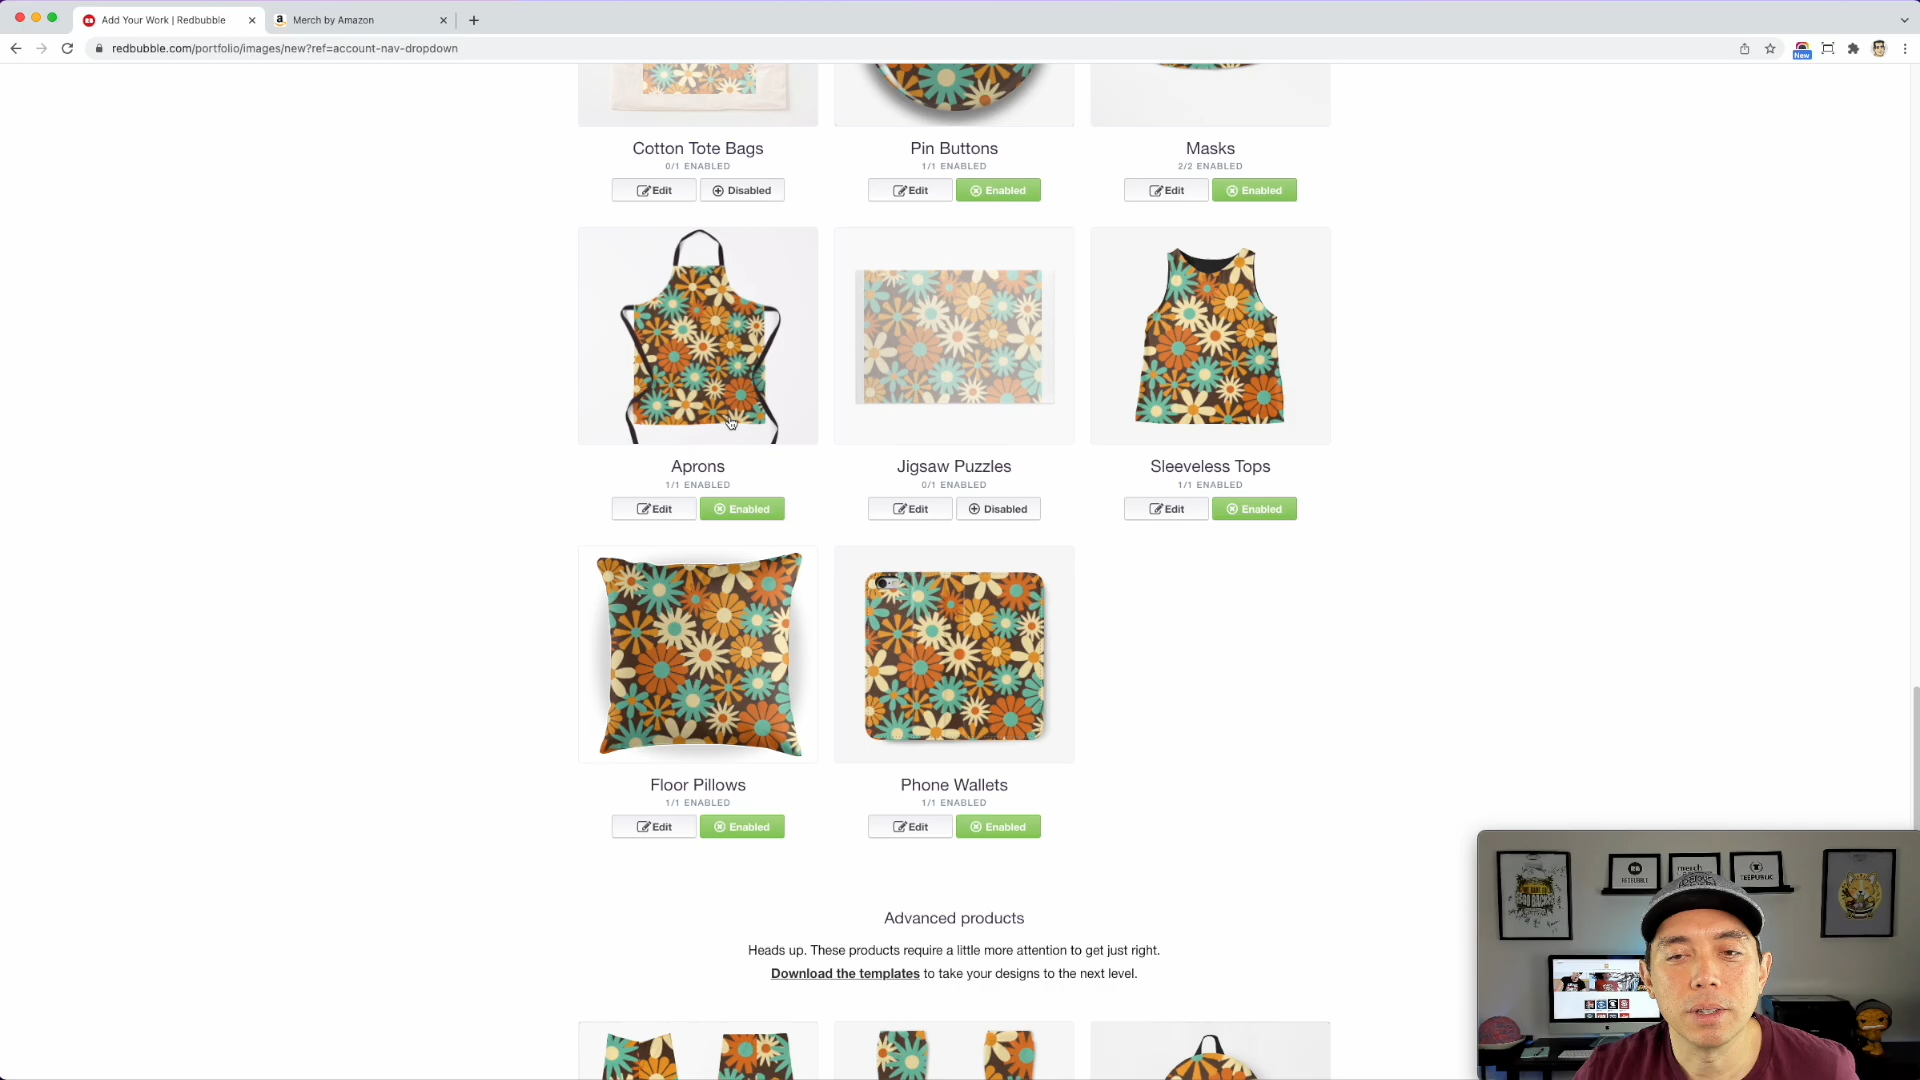 Add Your Work | Redbubble
Merch by Amazon
redbubble.com/portfolio/images/new?ref=account-nav-dropdown
New
Cotton Tote Bags
0/1 ENABLED
Edit
Disabled
Pin Buttons
1/1 ENABLED
Edit
Enabled
Masks
2/2 ENABLED
Edit
Enabled
Aprons
1/1 ENABLED
Edit
Enabled
Jigsaw Puzzles
0/1 ENABLED
Edit
Disabled
Sleeveless Tops
1/1 ENABLED
Edit
Enabled
Floor Pillows
1/1 ENABLED
Edit
Enabled
Phone Wallets
1/1 ENABLED
Edit
Enabled
Advanced products
Heads up. These products require a little more attention to get just right.
Download the templates to take your designs to the next level.
REDBUBBLE
merch
TEEPUBLIC